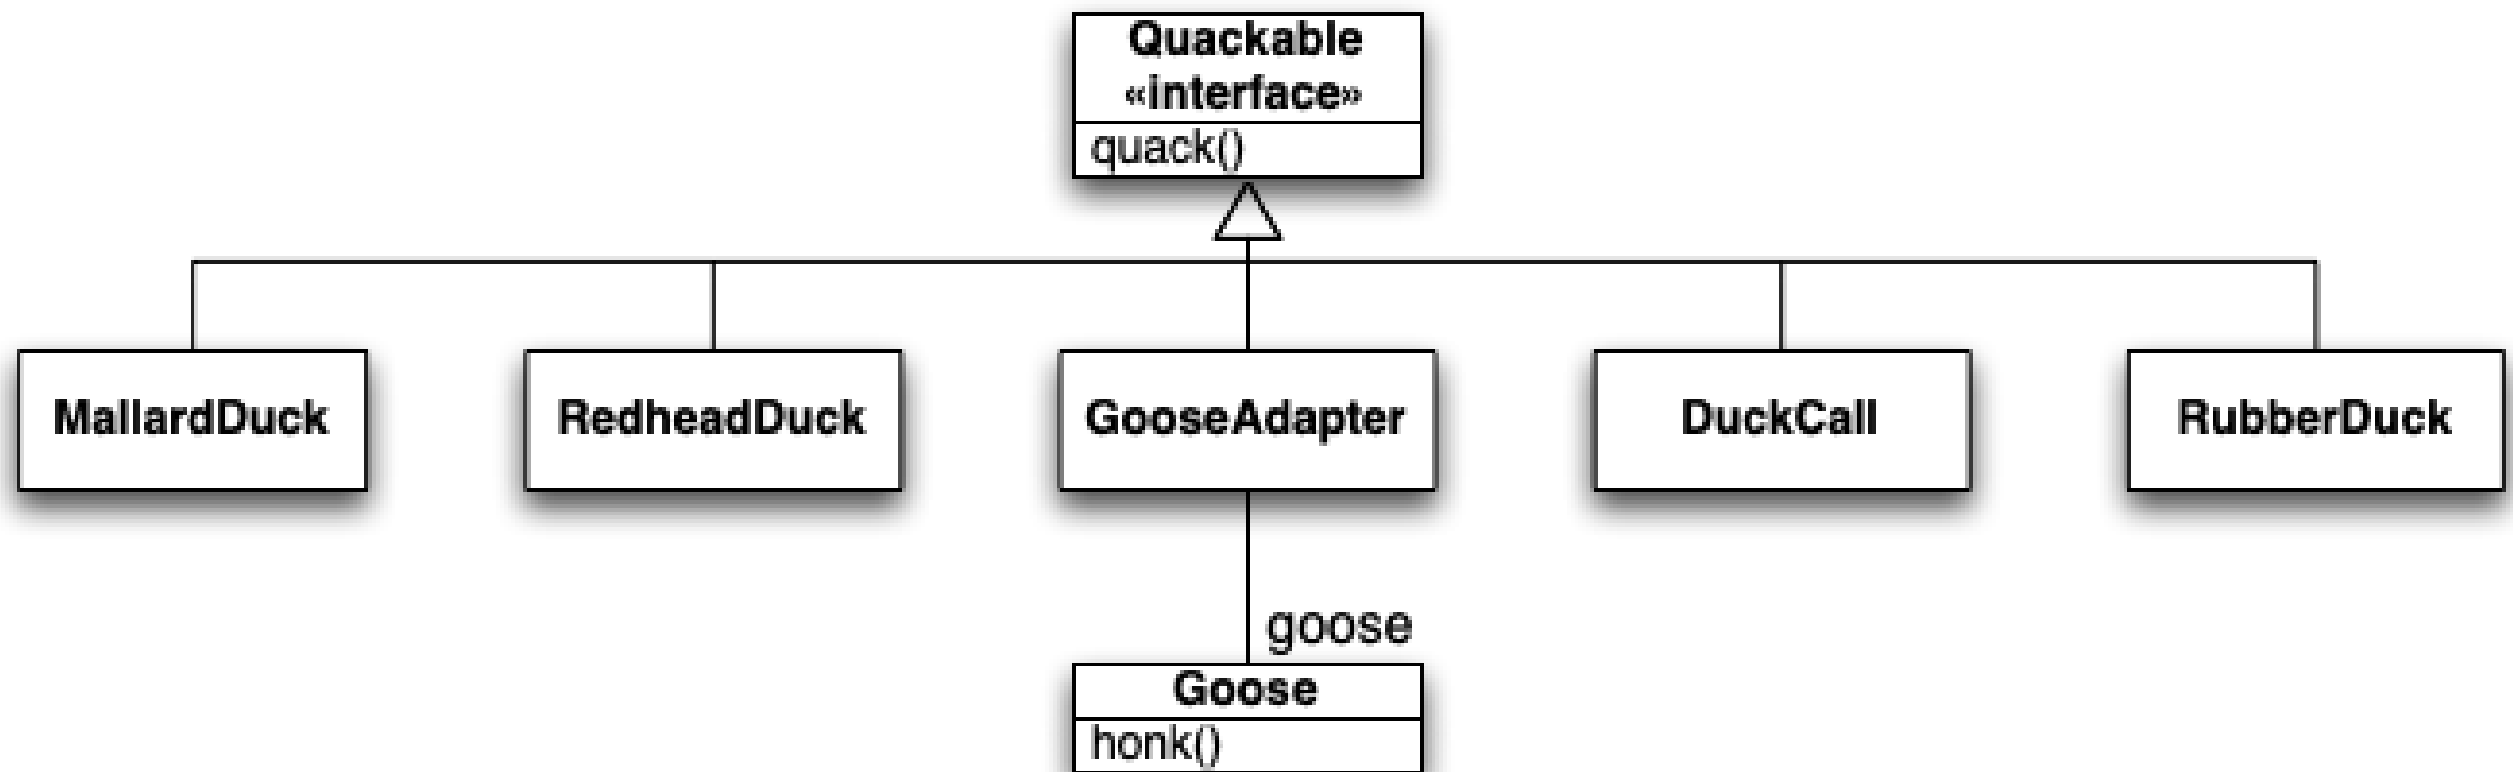 Quackable
«interface»
quack()
MallardDuck
RedheadDuck
GooseAdapter
DuckCall
RubberDuck
goose
Goose
honk()